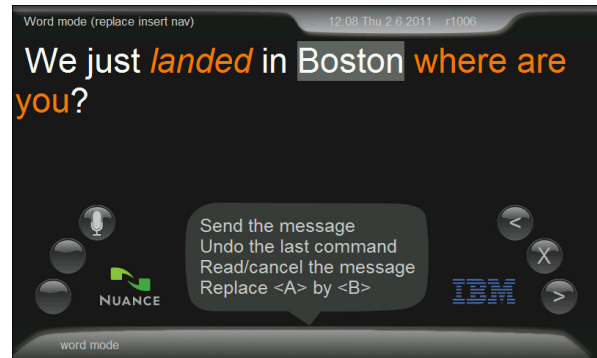 Word mode (replace insert nav)
12:08 Thu 2.6 2011 r1006
We just landed in Boston where are
you?
Send the message
Undo the last command
Read/cancel the message
Replace <A> by <B>
<
X
>
NUANCE
IBM
word mode